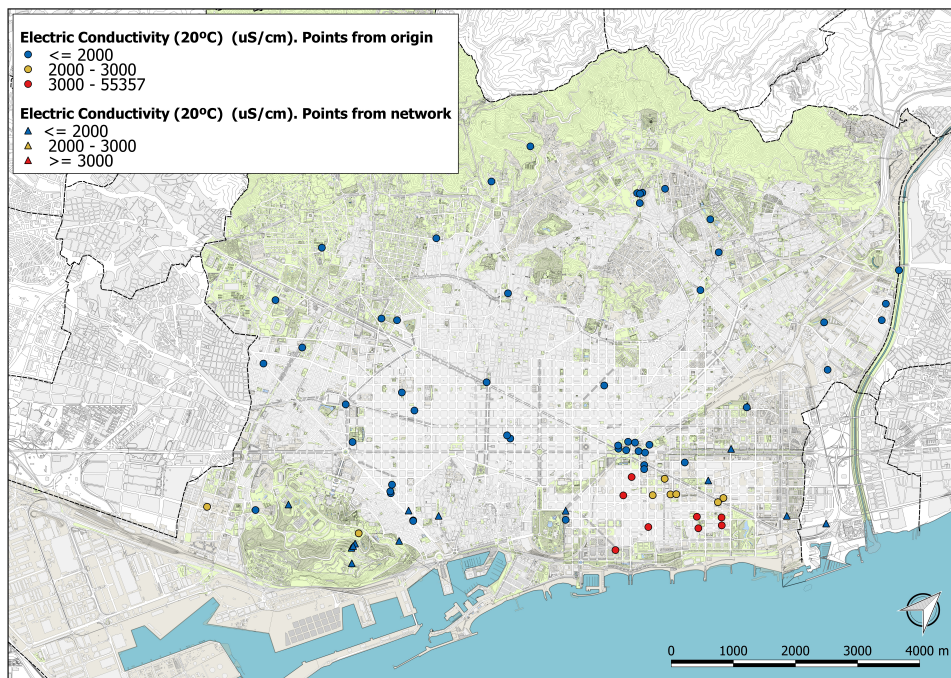 Electric Conductivity (20ºC) (uS/cm). Points from origin
<= 2000
2000 - 3000
3000 - 55357
Electric Conductivity (20ºC) (uS/cm). Points from network
<= 2000
2000 - 3000
>= 3000
0 1000 2000 3000 4000 m